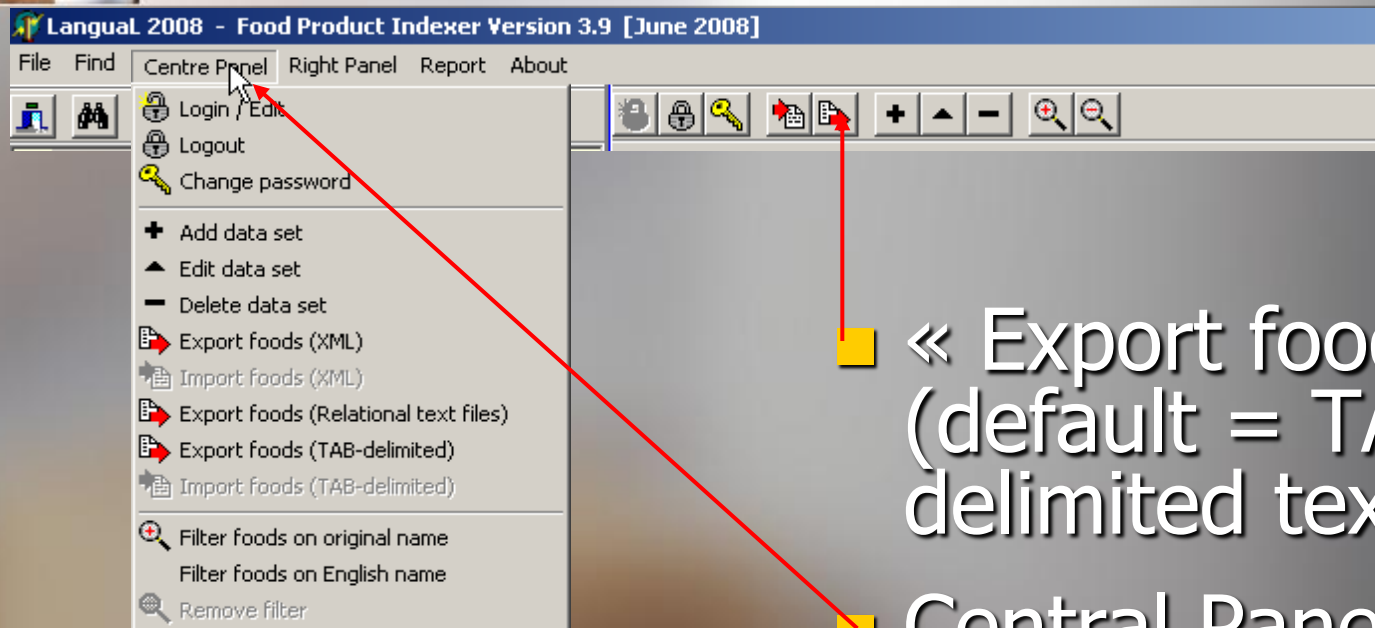 LanguaL 2008 - Food Product Indexer Version 3.9 [June 2008]
File Find Centre Panel Right Panel Report About
Login / Edit
Logout
Change password
Add data set
Edit data set
Delete data set
Export foods (XML)
Import foods (XML)
Export foods (Relational text files)
Export foods (TAB-delimited)
Import foods (TAB-delimited)
Filter foods on original name
Filter foods on English name
Remove filter
« Export
(default =
delimited
Central